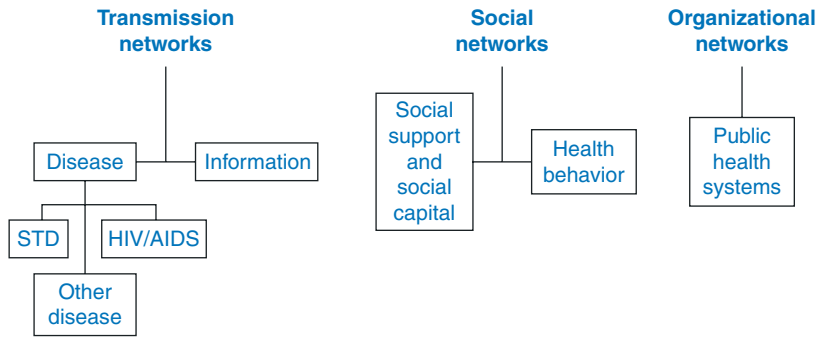 Transmission
networks
Social
networks
Organizational
networks
Disease
Information
STD
HIV/AIDS
Other
disease
Social
support
and
social
capital
Health
behavior
Public
health
systems